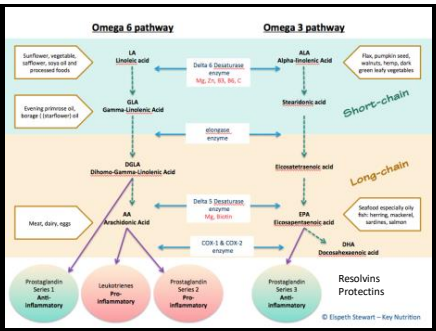 Omega 6 pathway
Omega 3 pathway
Sunflower, vegetable,
safflower, soya oil and
processed foods
LA
Linoleic acid
Delta 6 Desaturase
enzyme
Mg, Zn, B3, B6, C
ALA
Alpha-linolenic Acid
Flax, pumpkin seed,
walnuts, hemp, dark
green leafy vegetables
Evening primrose oil,
borage ( (starflower) oil
GLA
Gamma-Linolenic Acid
Stearidonic acid
Short-chain
elongase
enzyme
DGLA
Dihomo-Gamma-Linolenic Acid
Eicosatetraenoic acid
Long-chain
Delta 5 Desaturase
enzyme
Mg, Biotin
Meat, dairy, eggs
AA
Arachidonic Acid
EPA
Eicosapentaenoic acid
Seafood especially oily
fish: herring, mackerel,
sardines, salmon
COX-1 & COX-2
enzyme
DHA
Docosahexaenoic acid
Prostaglandin
Series 1
Anti-
inflammatory
Leukotrienes
Pro-
inflammatory
Prostaglandin
Series 2
Pro-
inflammatory
Prostaglandin
Series 3
Anti-
inflammatory
Resolvins
Protectins
© Elspeth Stewart – Key Nutrition